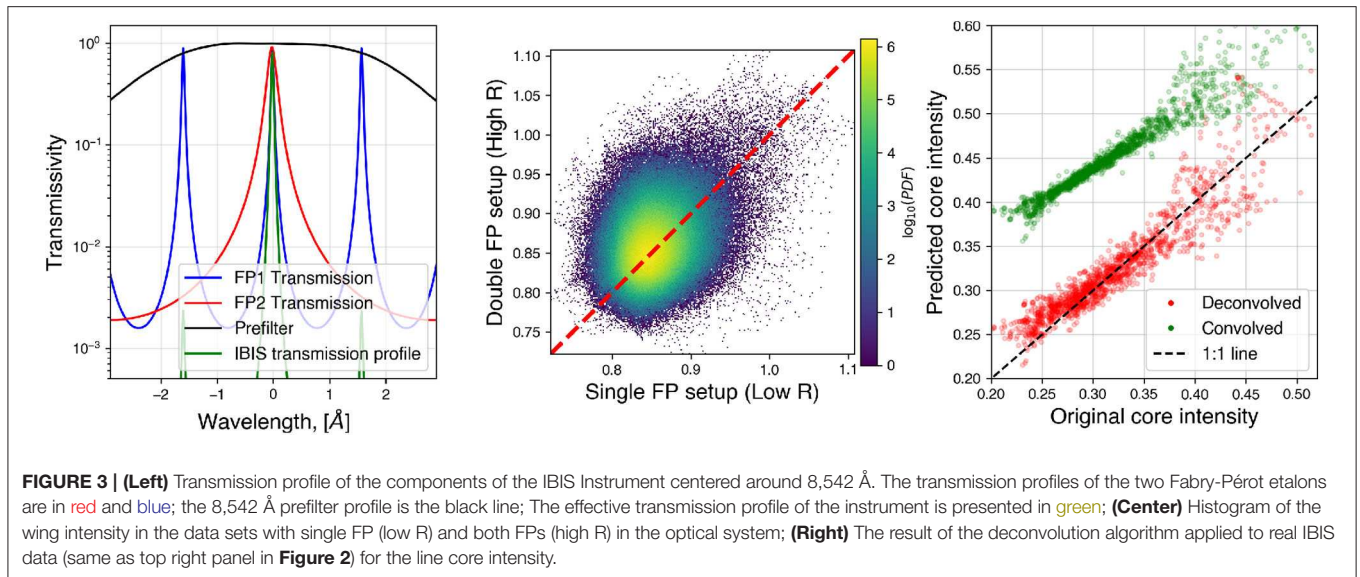 10⁰
10⁻¹
10⁻²
10⁻³
Transmissivity
FP1 Transmission
FP2 Transmission
Prefilter
IBIS transmission profile
−2
−1
0
1
2
Wavelength, [Å]
1.10
1.05
1.00
0.95
0.90
0.85
0.80
0.75
Double FP setup (High R)
0.8
0.9
1.0
1.1
Single FP setup (Low R)
6
5
4
3
2
1
0
log₁₀(PDF)
0.60
0.55
0.50
0.45
0.40
0.35
0.30
0.25
0.20
Predicted core intensity
Deconvolved
Convolved
1:1 line
0.20
0.25
0.30
0.35
0.40
0.45
0.50
Original core intensity
FIGURE 3 | (Left) Transmission profile of the components of the IBIS Instrument centered around 8,542 Å. The transmission profiles of the two Fabry-Pérot etalons
are in red and blue; the 8,542 Å prefilter profile is the black line; The effective transmission profile of the instrument is presented in green; (Center) Histogram of the
wing intensity in the data sets with single FP (low R) and both FPs (high R) in the optical system; (Right) The result of the deconvolution algorithm applied to real IBIS
data (same as top right panel in Figure 2) for the line core intensity.